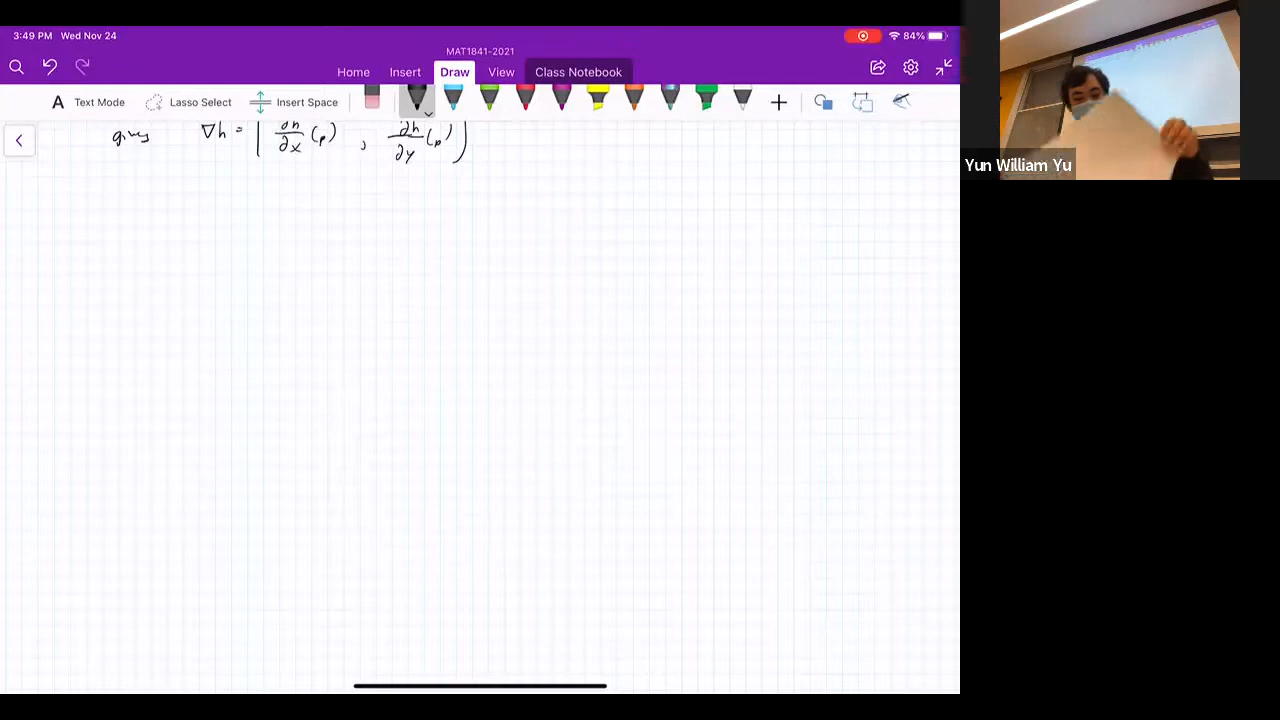 3:49 PM Wed Nov 24
84%
MAT1841-2021
Home Insert Draw View Class Notebook
A Text Mode Lasso Select Insert Space
gives ∇h = ( ∂h/∂x (p) , ∂h/∂y (p) )
Yun William Yu